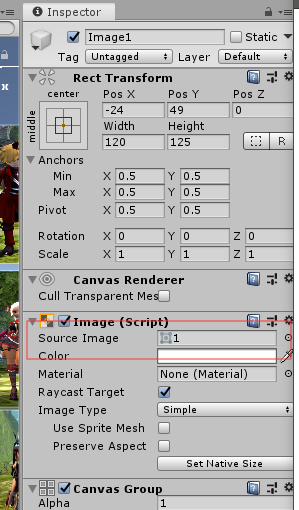 Inspector
Image1
Static
Tag Untagged Layer Default
Rect Transform
center Pos X Pos Y Pos Z
middle -24 49 0
Width Height
120 125
R
Anchors
Min X 0.5 Y 0.5
Max X 0.5 Y 0.5
Pivot X 0.5 Y 0.5
Rotation X 0 Y 0 Z 0
Scale X 1 Y 1 Z 1
Canvas Renderer
Cull Transparent Mes
Image (Script)
Source Image 1
Color
Material None (Material)
Raycast Target
Image Type Simple
Use Sprite Mesh
Preserve Aspect
Set Native Size
Canvas Group
Alpha 1